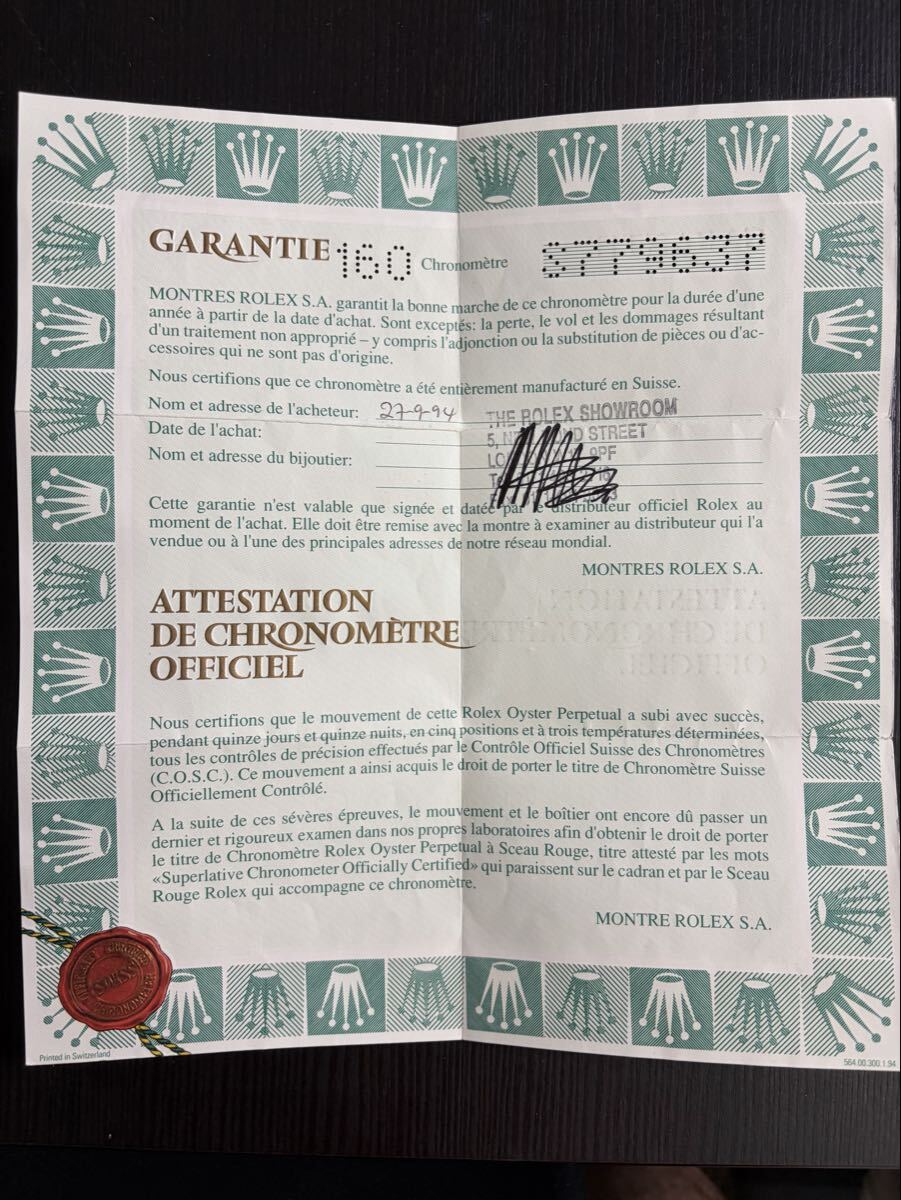 GARANTIE 160 Chronomètre S779637
MONTRES ROLEX S.A. garantit la bonne marche de ce chronomètre pour la durée d'une
année à partir de la date d'achat. Sont exceptés: la perte, le vol et les dommages résultant
d'un traitement non approprié – y compris l'adjonction ou la substitution de pièces ou d'ac-
cessoires qui ne sont pas d'origine.
Nous certifions que ce chronomètre a été entièrement manufacturé en Suisse.
Nom et adresse de l'acheteur: 27-9-94 THE ROLEX SHOWROOM
Date de l'achat: 5, STREET
Nom et adresse du bijoutier: 9PF
Cette garantie n'est valable que signée et datée par le distributeur officiel Rolex au
moment de l'achat. Elle doit être remise avec la montre à examiner au distributeur qui l'a
vendue ou à l'une des principales adresses de notre réseau mondial.
MONTRES ROLEX S.A.
ATTESTATION
DE CHRONOMÈTRE
OFFICIEL
Nous certifions que le mouvement de cette Rolex Oyster Perpetual a subi avec succès,
pendant quinze jours et quinze nuits, en cinq positions et à trois températures déterminées,
tous les contrôles de précision effectués par le Contrôle Officiel Suisse des Chronomètres
(C.O.S.C.). Ce mouvement a ainsi acquis le droit de porter le titre de Chronomètre Suisse
Officiellement Contrôlé.
A la suite de ces sévères épreuves, le mouvement et le boîtier ont encore dû passer un
dernier et rigoureux examen dans nos propres laboratoires afin d'obtenir le droit de porter
le titre de Chronomètre Rolex Oyster Perpetual à Sceau Rouge, titre attesté par les mots
«Superlative Chronometer Officially Certified» qui paraissent sur le cadran et par le Sceau
Rouge Rolex qui accompagne ce chronomètre.
MONTRE ROLEX S.A.
Printed in Switzerland
564.00.300.1.94